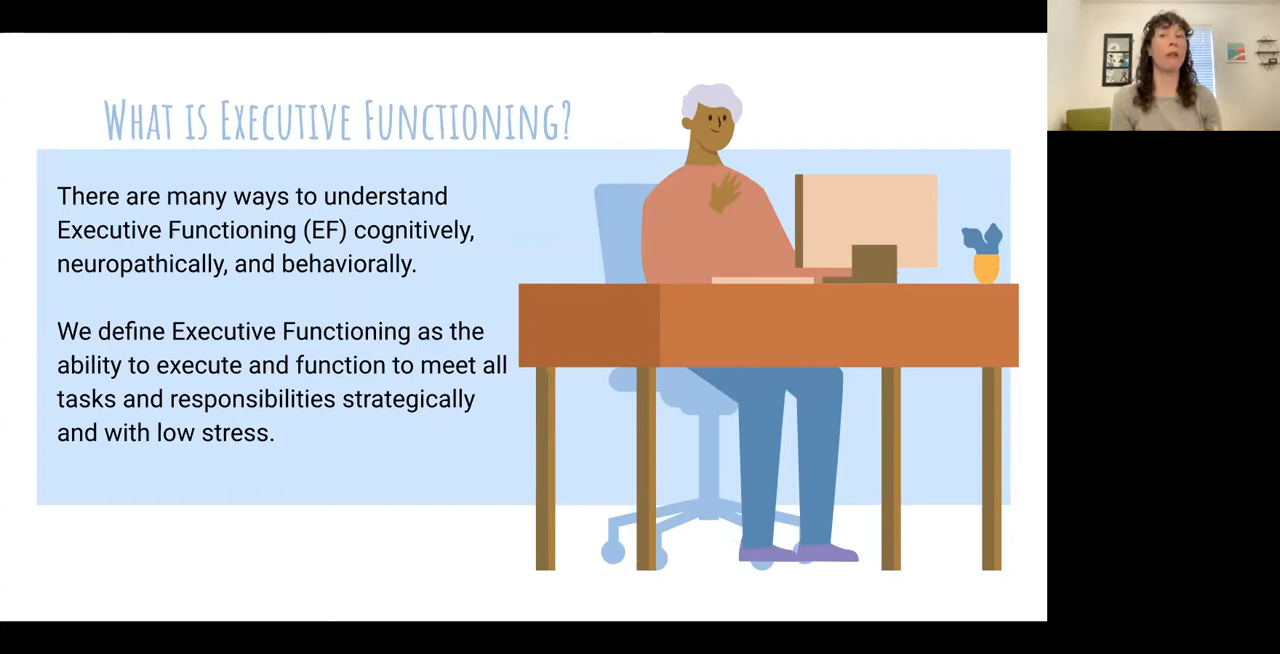 What is Executive Functioning?
There are many ways to understand
Executive Functioning (EF) cognitively,
neuropathically, and behaviorally.
We define Executive Functioning as the
ability to execute and function to meet all
tasks and responsibilities strategically
and with low stress.